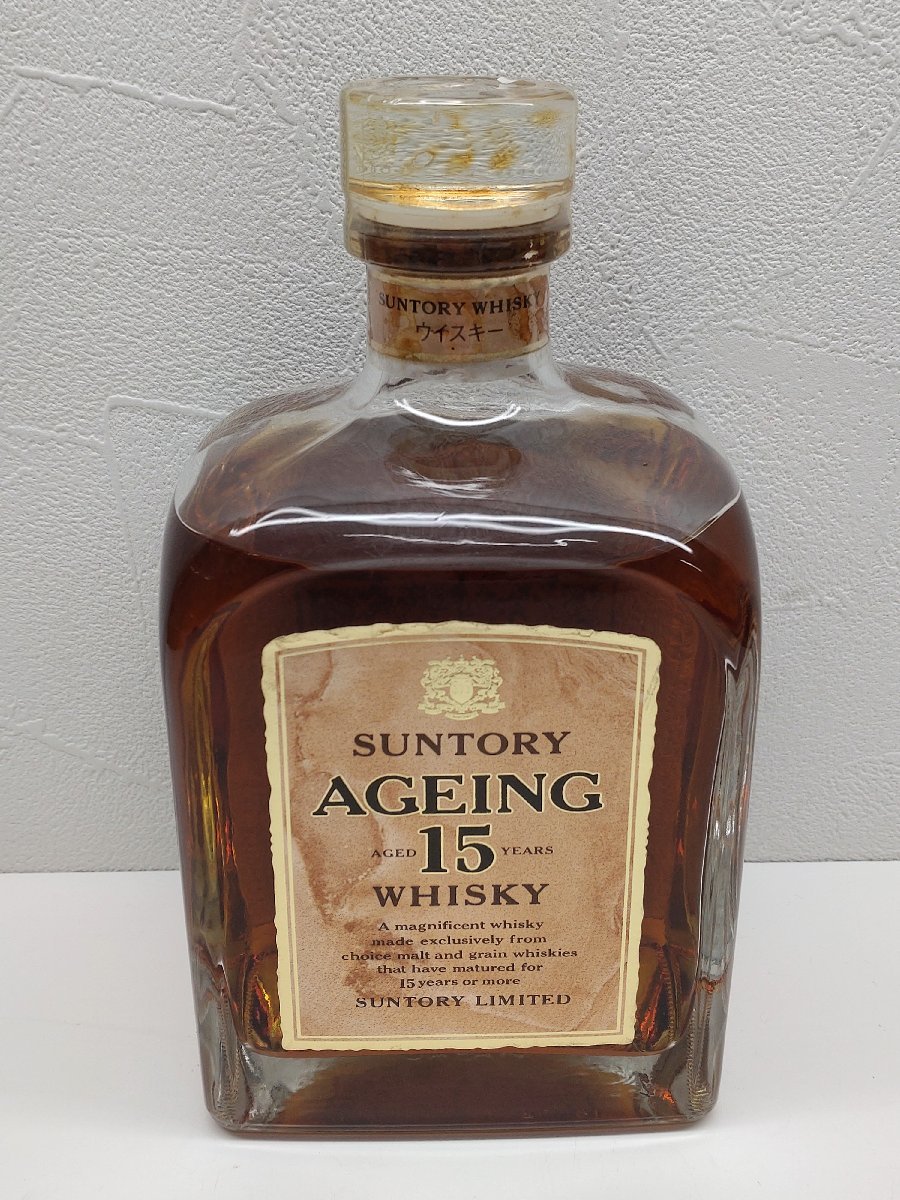 SUNTORY WHISKY
ウイスキー
SUNTORY
AGEING
AGED 15 YEARS
WHISKY
A magnificent whisky
made exclusively from
choice malt and grain whiskies
that have matured for
15 years or more
SUNTORY LIMITED